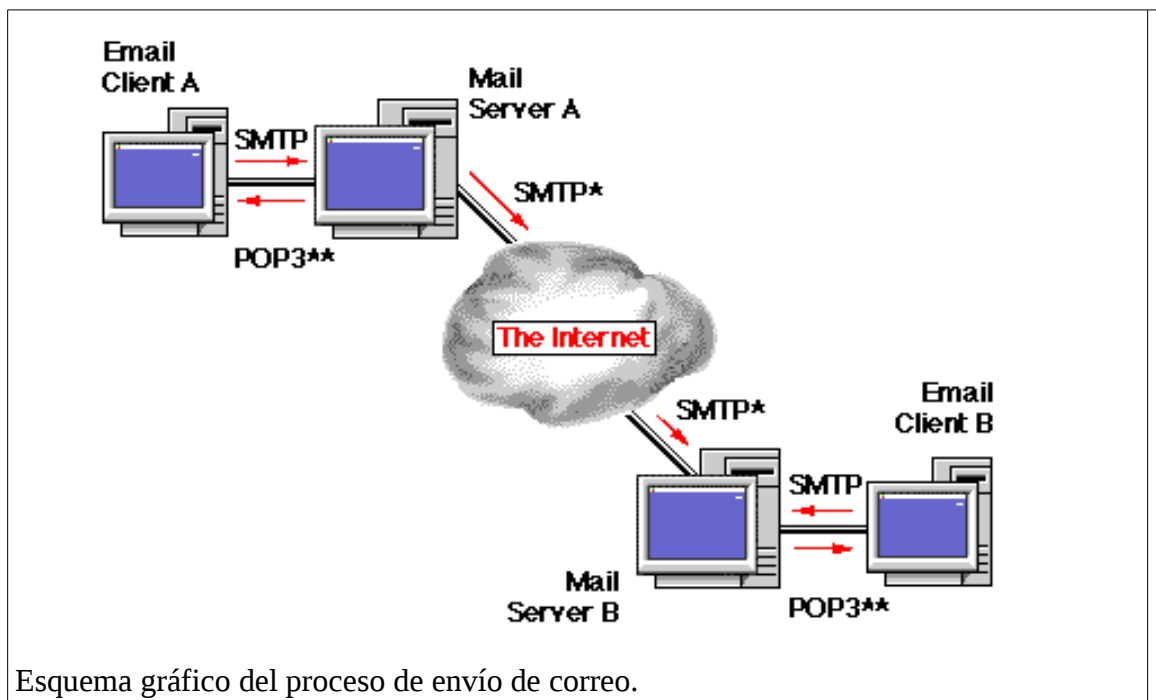 Email
Client A
Mail
Server A
SMTP
SMTP*
POP3**
The Internet
SMTP*
Email
Client B
SMTP
Mail
Server B
POP3**
Esquema gráfico del proceso de envío de correo.